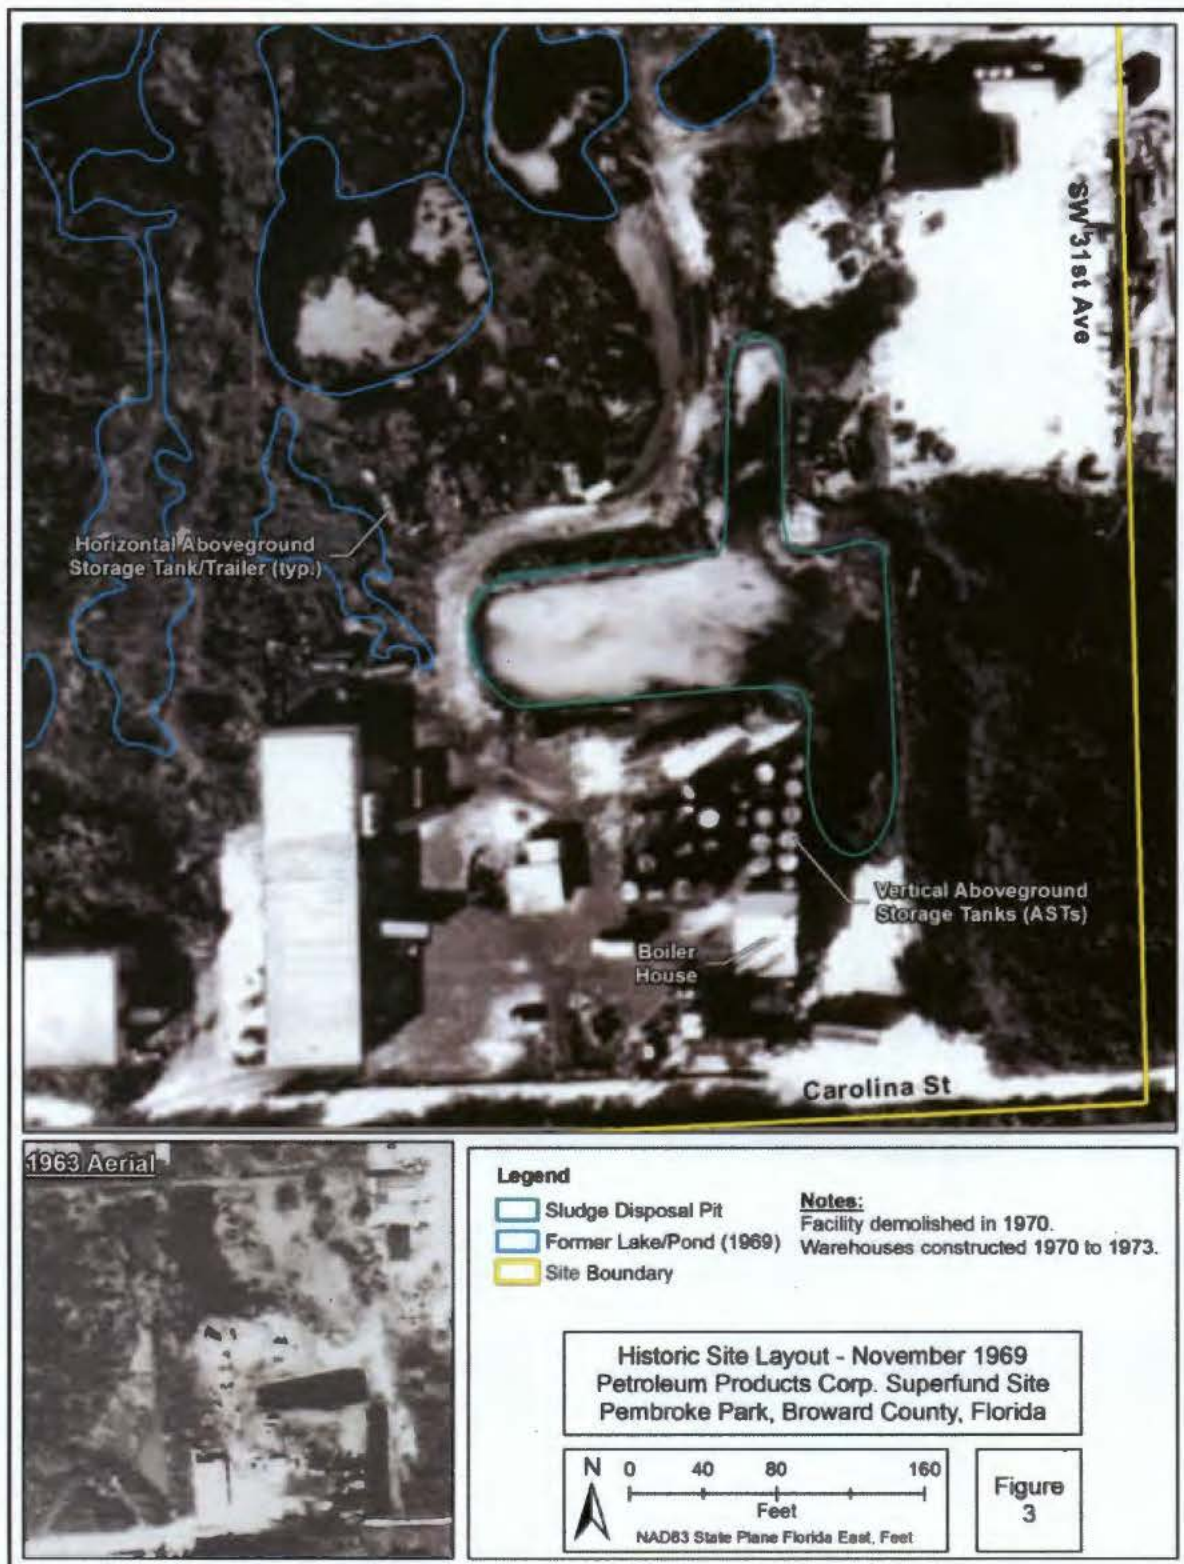 SW 31st Ave
Horizontal Aboveground
Storage Tank/Trailer (typ.)
Vertical Aboveground
Storage Tanks (ASTs)
Boiler
House
Carolina St
1963 Aerial
Legend
Sludge Disposal Pit
Former Lake/Pond (1969)
Site Boundary
Notes:
Facility demolished in 1970.
Warehouses constructed 1970 to 1973.
Historic Site Layout - November 1969
Petroleum Products Corp. Superfund Site
Pembroke Park, Broward County, Florida
N 0 40 80 160
Feet
NAD83 State Plane Florida East, Feet
Figure
3